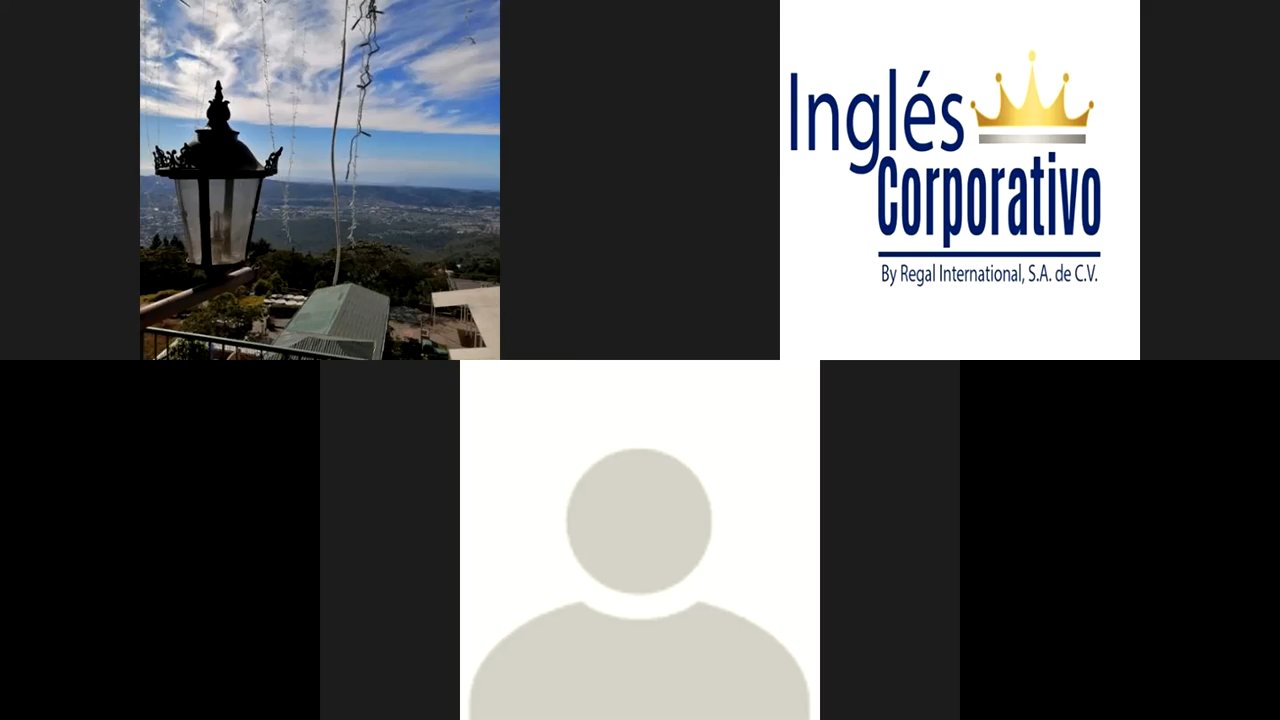 Inglés
Corporativo
By Regal International, S.A. de C.V.